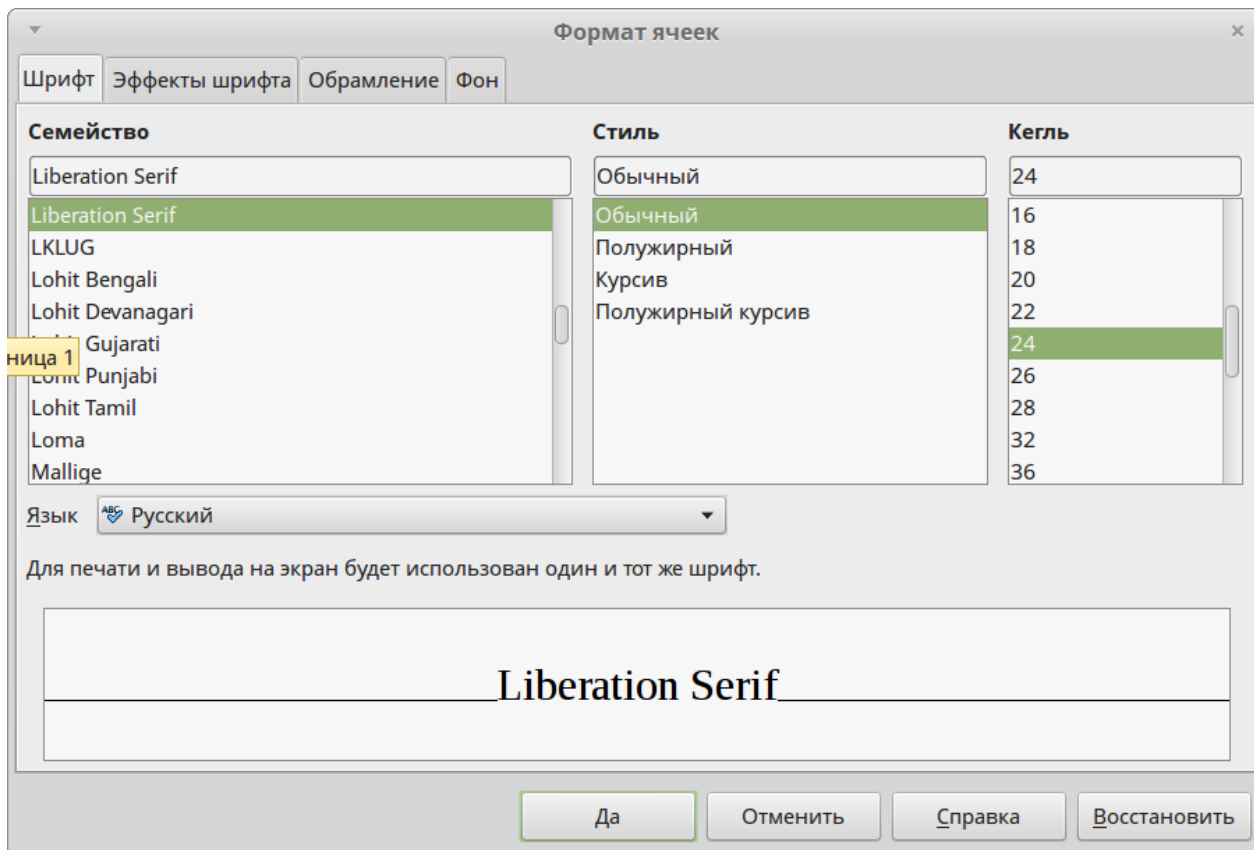 Формат ячеек
Шрифт Эффекты шрифта Обрамление Фон
Семейство Стиль Кегль
Liberation Serif Обычный 24
Liberation Serif Обычный 16
LKLUG Полужирный 18
Lohit Bengali Курсив 20
Lohit Devanagari Полужирный курсив 22
Gujarati 24
ница 1
Lohit Punjabi 26
Lohit Tamil 28
Loma 32
Mallige 36
Язык ABC Русский
Для печати и вывода на экран будет использован один и тот же шрифт.
Liberation Serif
Да Отменить Справка Восстановить